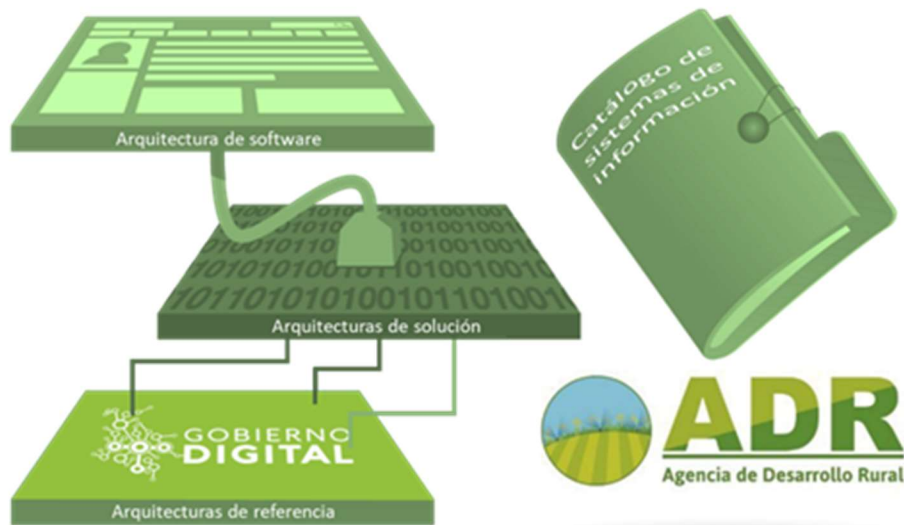 Arquitectura de software
Catálogo de
sistemas de
información
Arquitecturas de solución
GOBIERNO
DIGITAL
Arquitecturas de referencia
ADR
Agencia de Desarrollo Rural